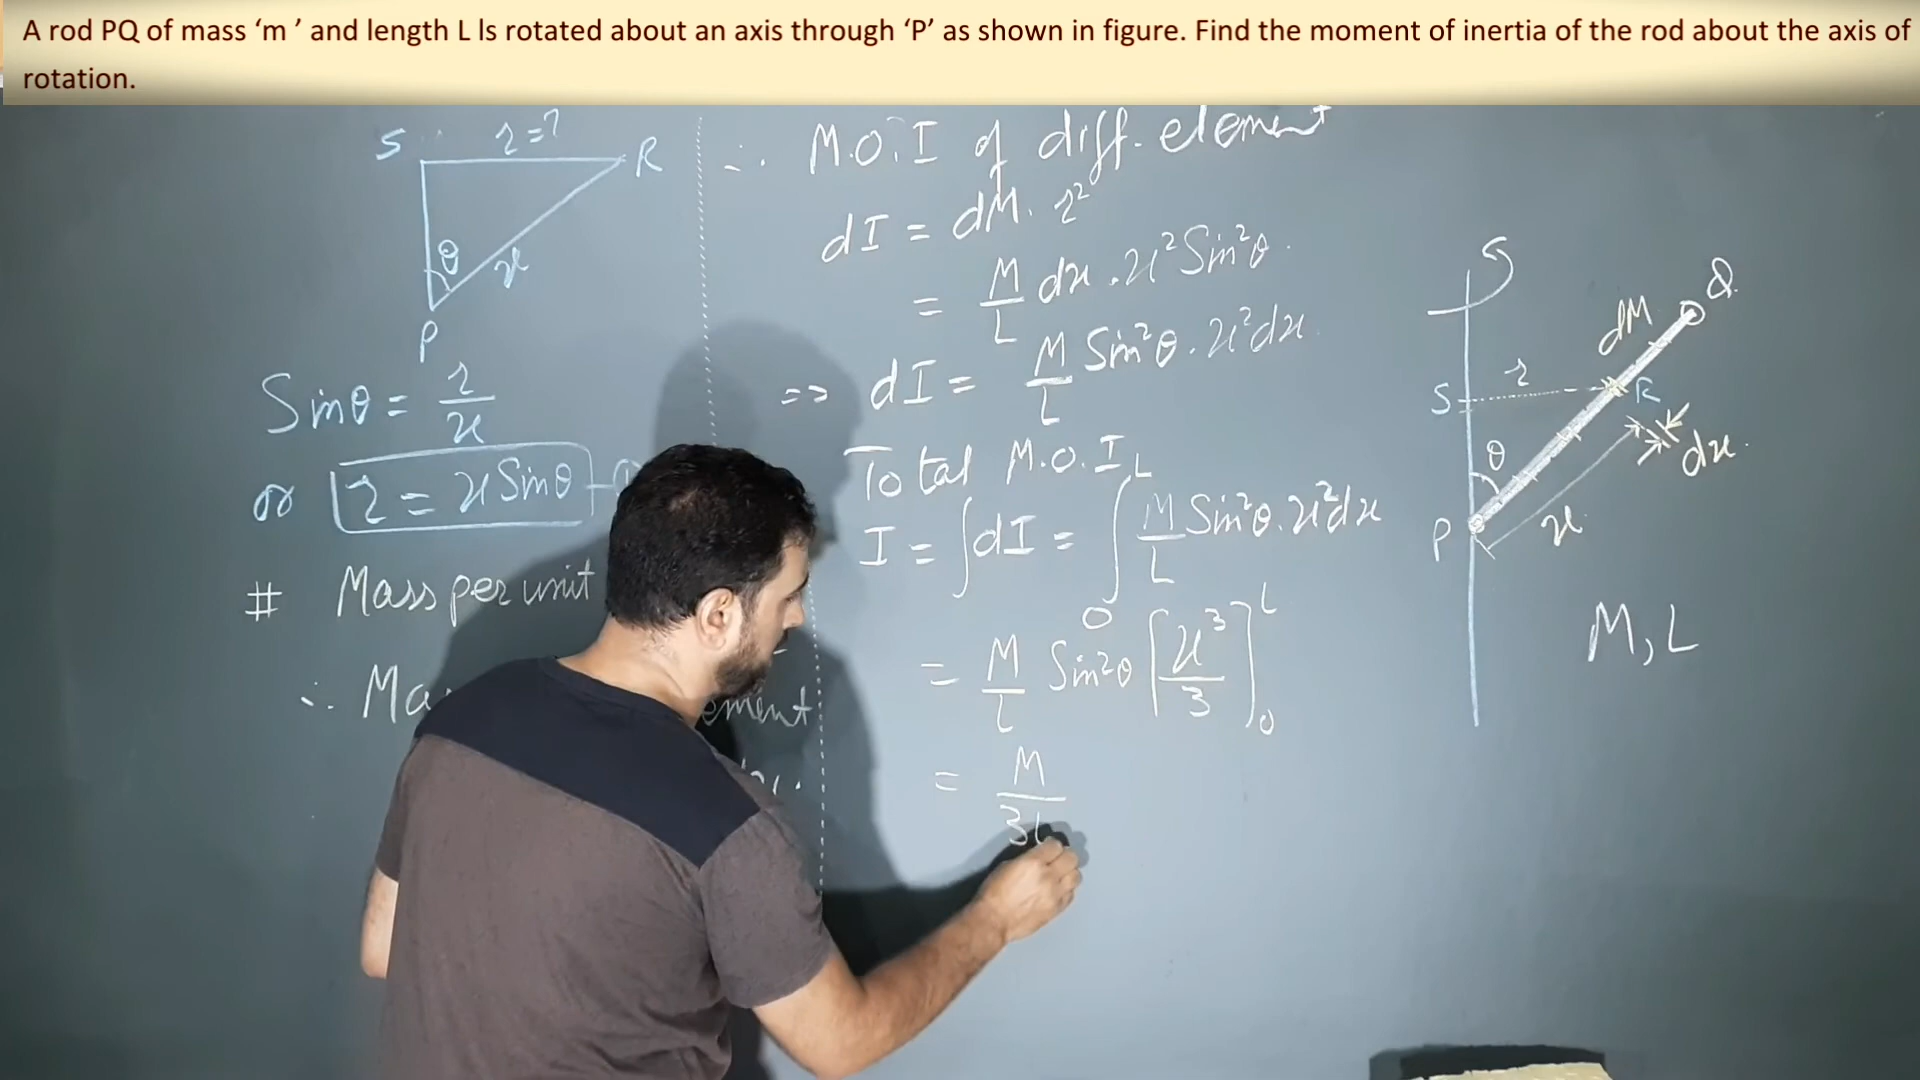 A rod PQ of mass ‘m ’ and length L Is rotated about an axis through ‘P’ as shown in figure. Find the moment of inertia of the rod about the axis of
rotation.
S r=? R
θ x
P
Sinθ = r/x
or r = x Sinθ
# Mass per unit
∴ Ma ement
∴ M.O.I of diff. element
dI = dM. r²
= M/L dx . x² Sin²θ.
=> dI = M/L Sin²θ . x² dx.
Total M.O.I
I = ∫dI = ∫₀ᴸ M/L Sin²θ. x² dx
= M/L Sin²θ [x³/3]₀ᴸ
= M/3L
Q.
dM
S r R
dx.
θ
P x.
M, L